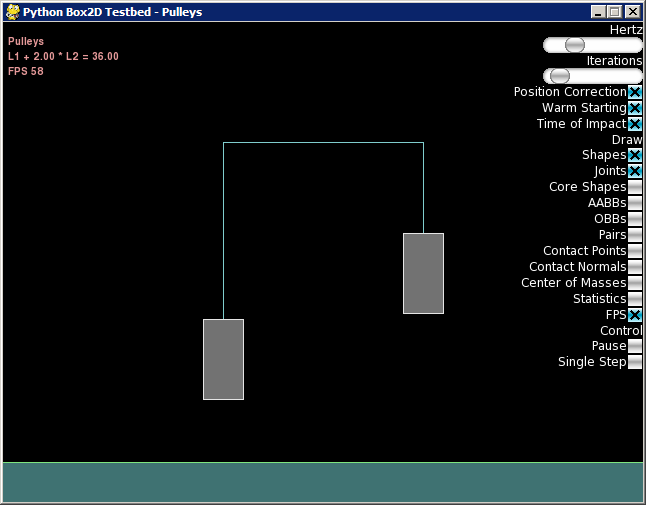 Python Box2D Testbed - Pulleys
Pulleys
L1 + 2.00 * L2 = 36.00
FPS 58
Hertz
Iterations
Position Correction
Warm Starting
Time of Impact
Draw
Shapes
Joints
Core Shapes
AABBs
OBBs
Pairs
Contact Points
Contact Normals
Center of Masses
Statistics
FPS
Control
Pause
Single Step